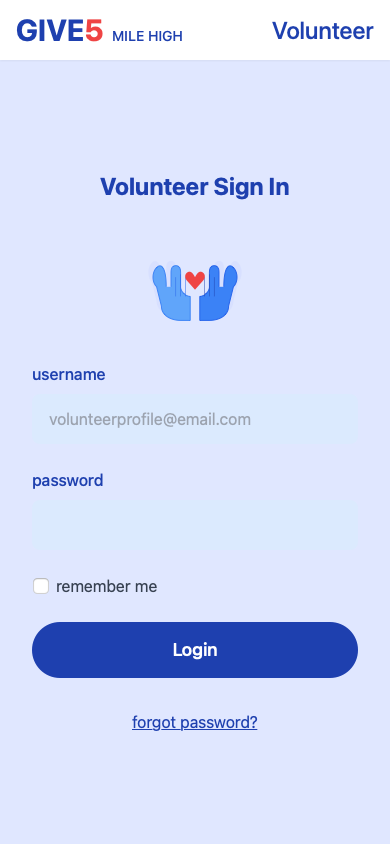 GIVE5 MILE HIGH Volunteer
Volunteer Sign In
username
volunteerprofile@email.com
password
remember me
Login
forgot password?